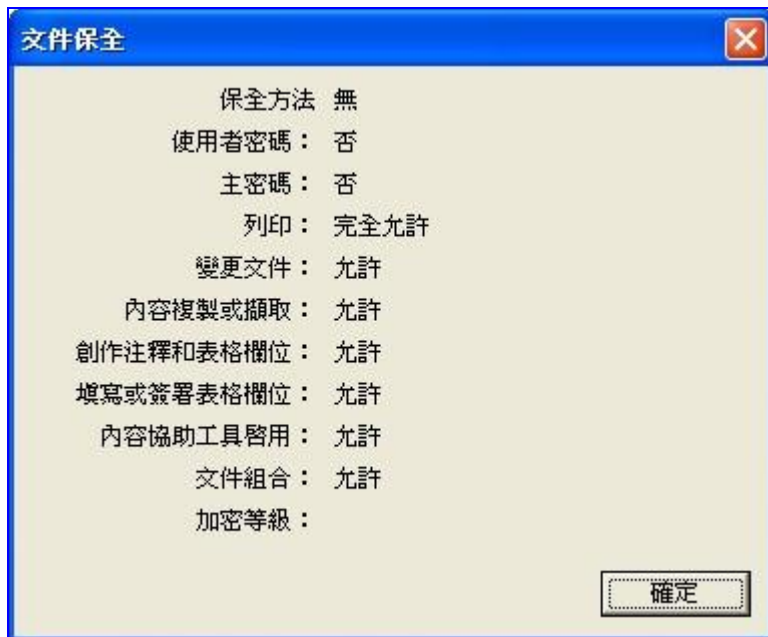 文件保全
保全方法 無
使用者密碼： 否
主密碼： 否
列印： 完全允許
變更文件： 允許
內容複製或擷取： 允許
創作注釋和表格欄位： 允許
填寫或簽署表格欄位： 允許
內容協助工具啓用： 允許
文件組合： 允許
加密等級：
確定